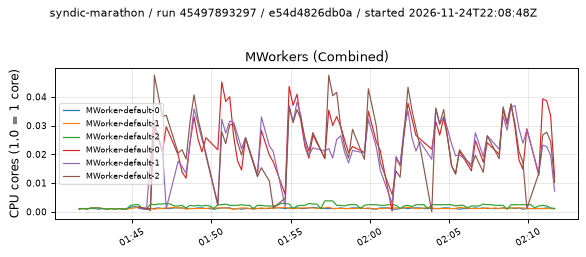 syndic-marathon / run 45497893297 / e54d4826db0a / started 2026-11-24T22:08:48Z
MWorkers (Combined)
CPU cores (1.0 = 1 core)
0.04
0.03
0.02
0.01
0.00
MWorker-default-0
MWorker-default-1
MWorker-default-2
MWorker-default-0
MWorker-default-1
MWorker-default-2
01:45
01:50
01:55
02:00
02:05
02:10